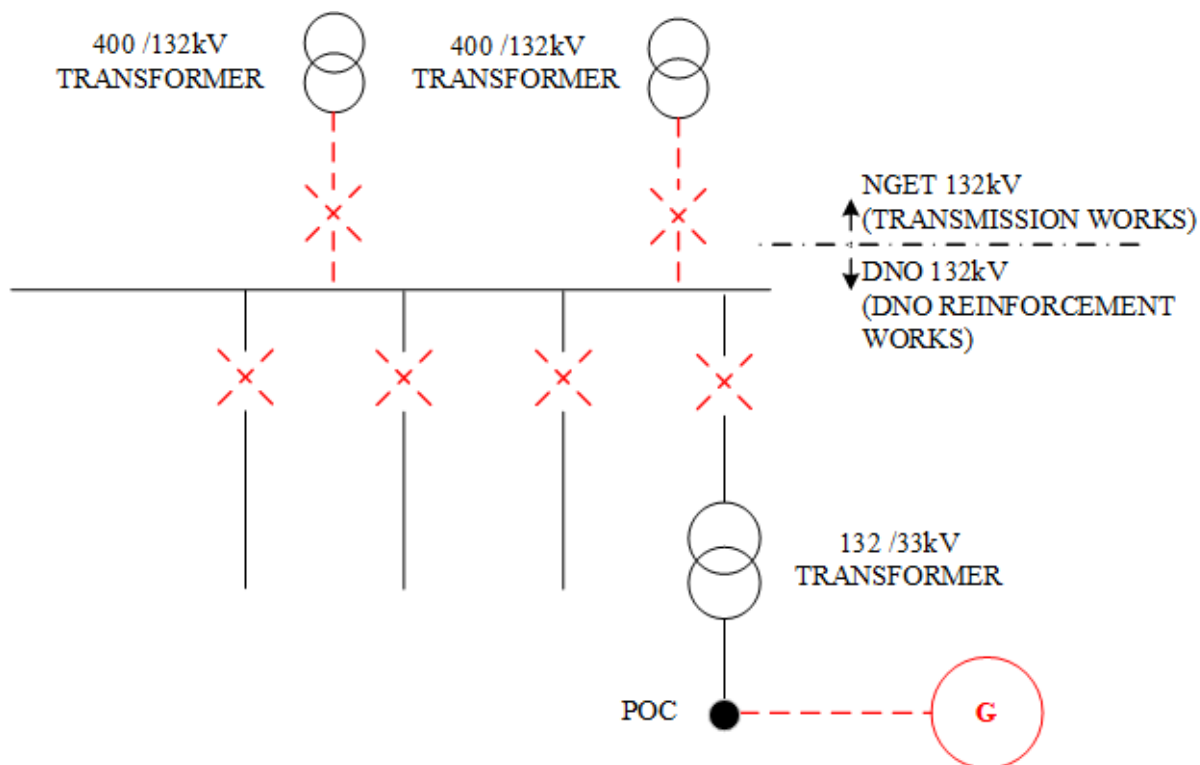 400 /132kV
TRANSFORMER
400 /132kV
TRANSFORMER
NGET 132kV
(TRANSMISSION WORKS)
DNO 132kV
(DNO REINFORCEMENT
WORKS)
132 /33kV
TRANSFORMER
POC
G